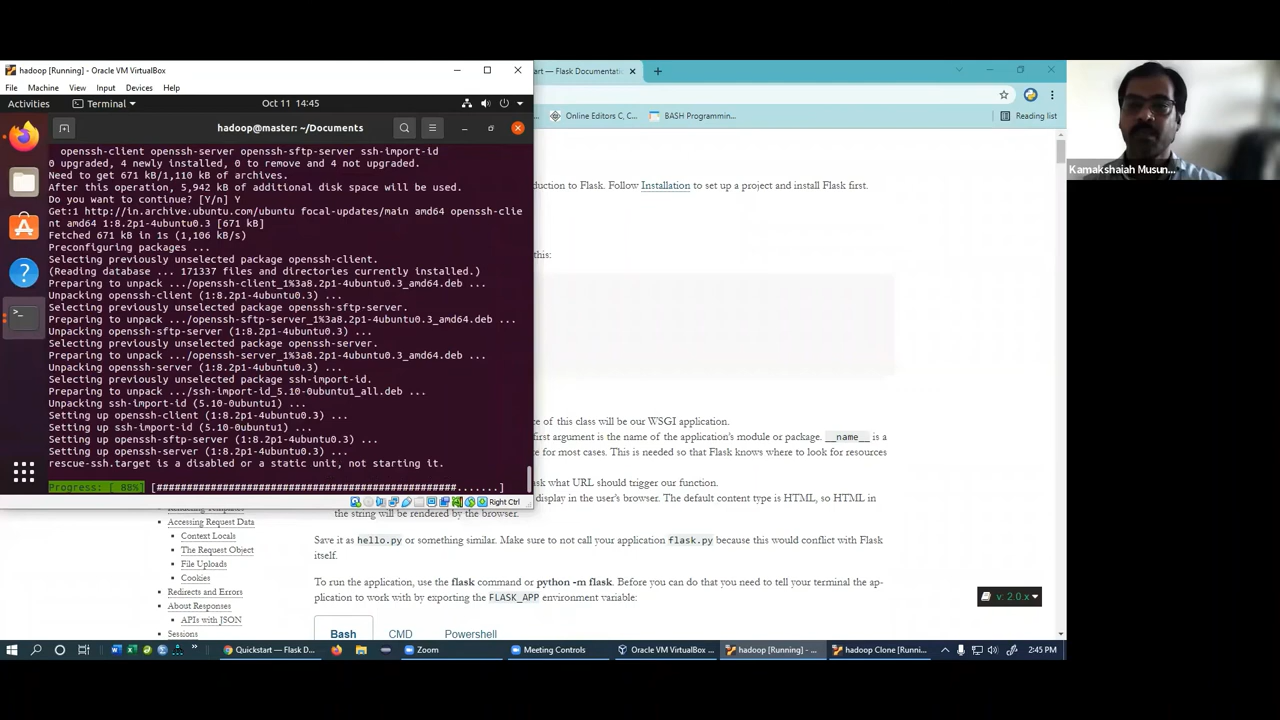 hadoop [Running] - Oracle VM VirtualBox
File Machine View Input Devices Help
Activities Terminal Oct 11 14:45
hadoop@master: ~/Documents
openssh-client openssh-server openssh-sftp-server ssh-import-id
0 upgraded, 4 newly installed, 0 to remove and 4 not upgraded.
Need to get 671 kB/1,110 kB of archives.
After this operation, 5,942 kB of additional disk space will be used.
Do you want to continue? [Y/n] Y
Get:1 http://in.archive.ubuntu.com/ubuntu focal-updates/main amd64 openssh-clie
nt amd64 1:8.2p1-4ubuntu0.3 [671 kB]
Fetched 671 kB in 1s (1,106 kB/s)
Preconfiguring packages ...
Selecting previously unselected package openssh-client.
(Reading database ... 171337 files and directories currently installed.)
Preparing to unpack .../openssh-client_1%3a8.2p1-4ubuntu0.3_amd64.deb ...
Unpacking openssh-client (1:8.2p1-4ubuntu0.3) ...
Selecting previously unselected package openssh-sftp-server.
Preparing to unpack .../openssh-sftp-server_1%3a8.2p1-4ubuntu0.3_amd64.deb ...
Unpacking openssh-sftp-server (1:8.2p1-4ubuntu0.3) ...
Selecting previously unselected package openssh-server.
Preparing to unpack .../openssh-server_1%3a8.2p1-4ubuntu0.3_amd64.deb ...
Unpacking openssh-server (1:8.2p1-4ubuntu0.3) ...
Selecting previously unselected package ssh-import-id.
Preparing to unpack .../ssh-import-id_5.10-0ubuntu1_all.deb ...
Unpacking ssh-import-id (5.10-0ubuntu1) ...
Setting up openssh-client (1:8.2p1-4ubuntu0.3) ...
Setting up ssh-import-id (5.10-0ubuntu1) ...
Setting up openssh-sftp-server (1:8.2p1-4ubuntu0.3) ...
Setting up openssh-server (1:8.2p1-4ubuntu0.3) ...
rescue-ssh.target is a disabled or a static unit, not starting it.
Progress: [ 88%] [##################################################.......]
Right Ctrl
art — Flask Documentati
Online Editors C, C... BASH Programmin... Reading list
duction to Flask. Follow Installation to set up a project and install Flask first.
this:
ce of this class will be our WSGI application.
first argument is the name of the application's module or package. __name__ is a
te for most cases. This is needed so that Flask knows where to look for resources
ask what URL should trigger our function.
display in the user's browser. The default content type is HTML, so HTML in
the string will be rendered by the browser.
Save it as hello.py or something similar. Make sure to not call your application flask.py because this would conflict with Flask
itself.
To run the application, use the flask command or python -m flask. Before you can do that you need to tell your terminal the ap-
plication to work with by exporting the FLASK_APP environment variable:
Bash CMD Powershell
Rendering Templates
Accessing Request Data
Context Locals
The Request Object
File Uploads
Cookies
Redirects and Errors
About Responses
APIs with JSON
Sessions
v: 2.0.x
Kamakshaiah Musun...
Quickstart — Flask D... Zoom Meeting Controls Oracle VM VirtualBox ... hadoop [Running] - ... hadoop Clone [Runni... 2:45 PM